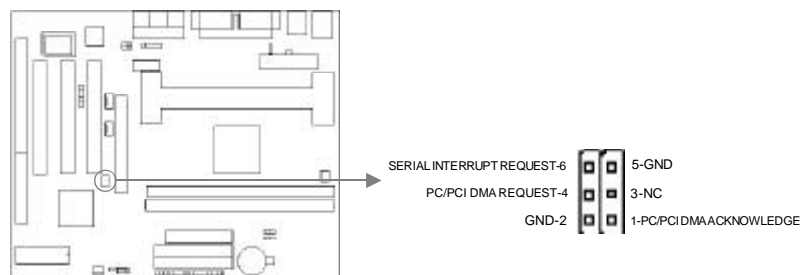 SERIAL INTERRUPT REQUEST-6 5-GND
PC/PCI DMA REQUEST-4 3-NC
GND-2 1-PC/PCI DMA ACKNOWLEDGE